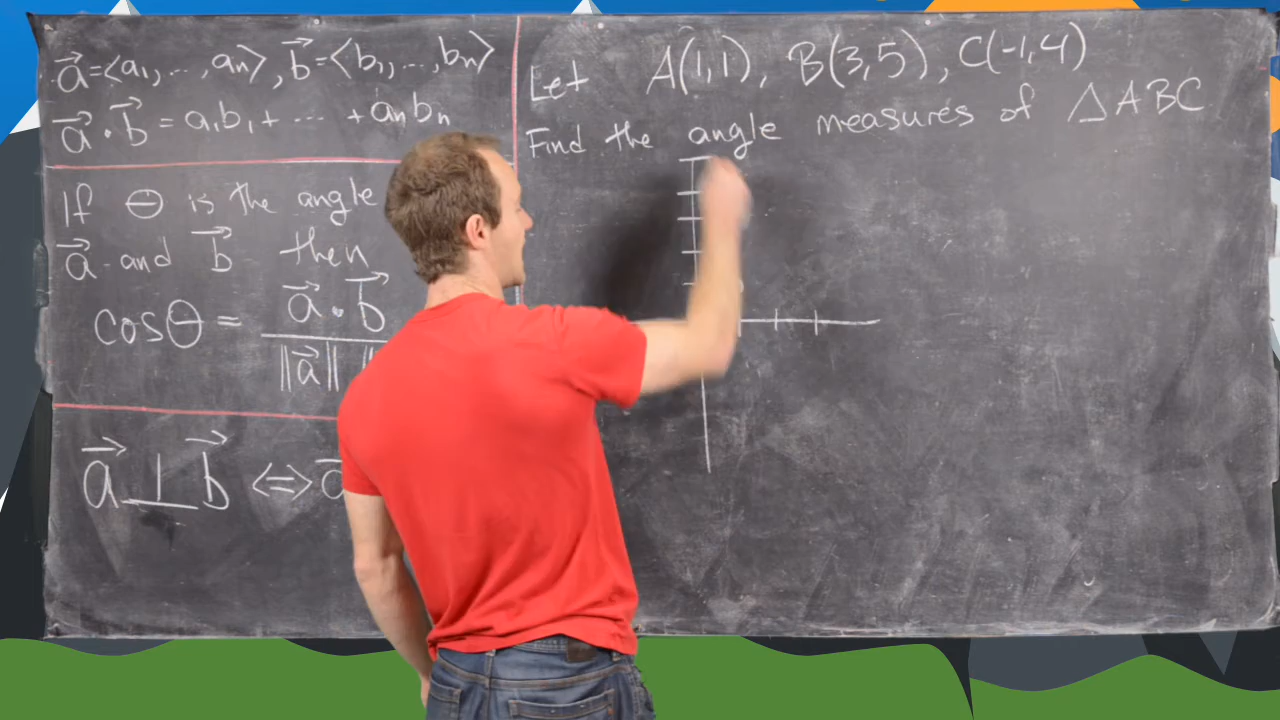 a⃗=<a₁,...,aₙ>, b⃗=<b₁,...,bₙ>
a⃗·b⃗ = a₁b₁+ ... +aₙbₙ
If Θ is the angle
a⃗ and b⃗ then
cosΘ = a⃗·b⃗
‖a⃗‖ ‖
a⃗⊥b⃗ <=>
Let A(1,1), B(3,5), C(-1,4)
Find the angle measures of △ABC